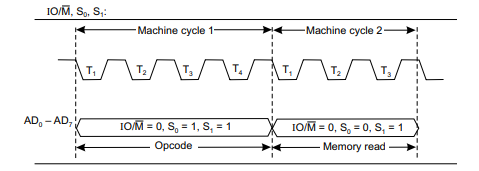 IO/M̅, S₀, S₁:
Machine cycle 1 Machine cycle 2
T₁ T₂ T₃ T₄ T₁ T₂ T₃
AD₀ – AD₇ IO/M̅ = 0, S₀ = 1, S₁ = 1 IO/M̅ = 0, S₀ = 0, S₁ = 1
Opcode Memory read